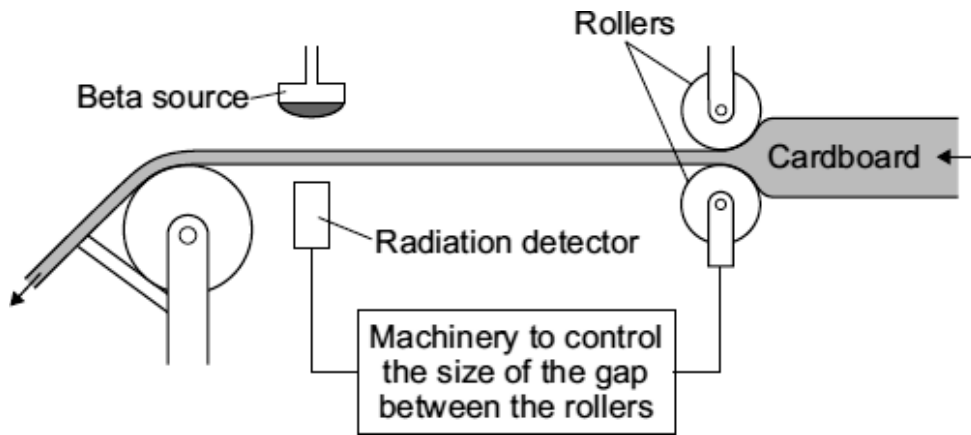 Rollers
Beta source
Cardboard
Radiation detector
Machinery to control
the size of the gap
between the rollers